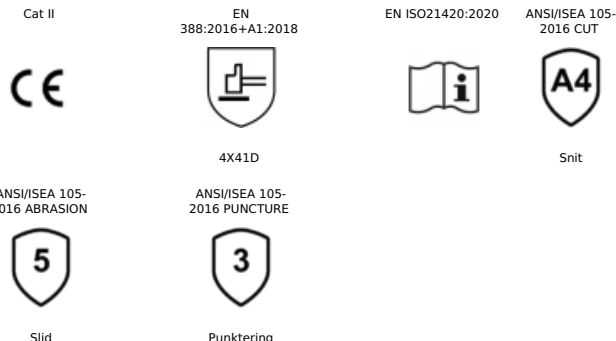 Cat II
EN
388:2016+A1:2018
EN ISO21420:2020
ANSI/ISEA 105-
2016 CUT
CE
i
A4
4X41D
Snit
ANSI/ISEA 105-
016 ABRASION
ANSI/ISEA 105-
2016 PUNCTURE
5
3
Slid
Punktering